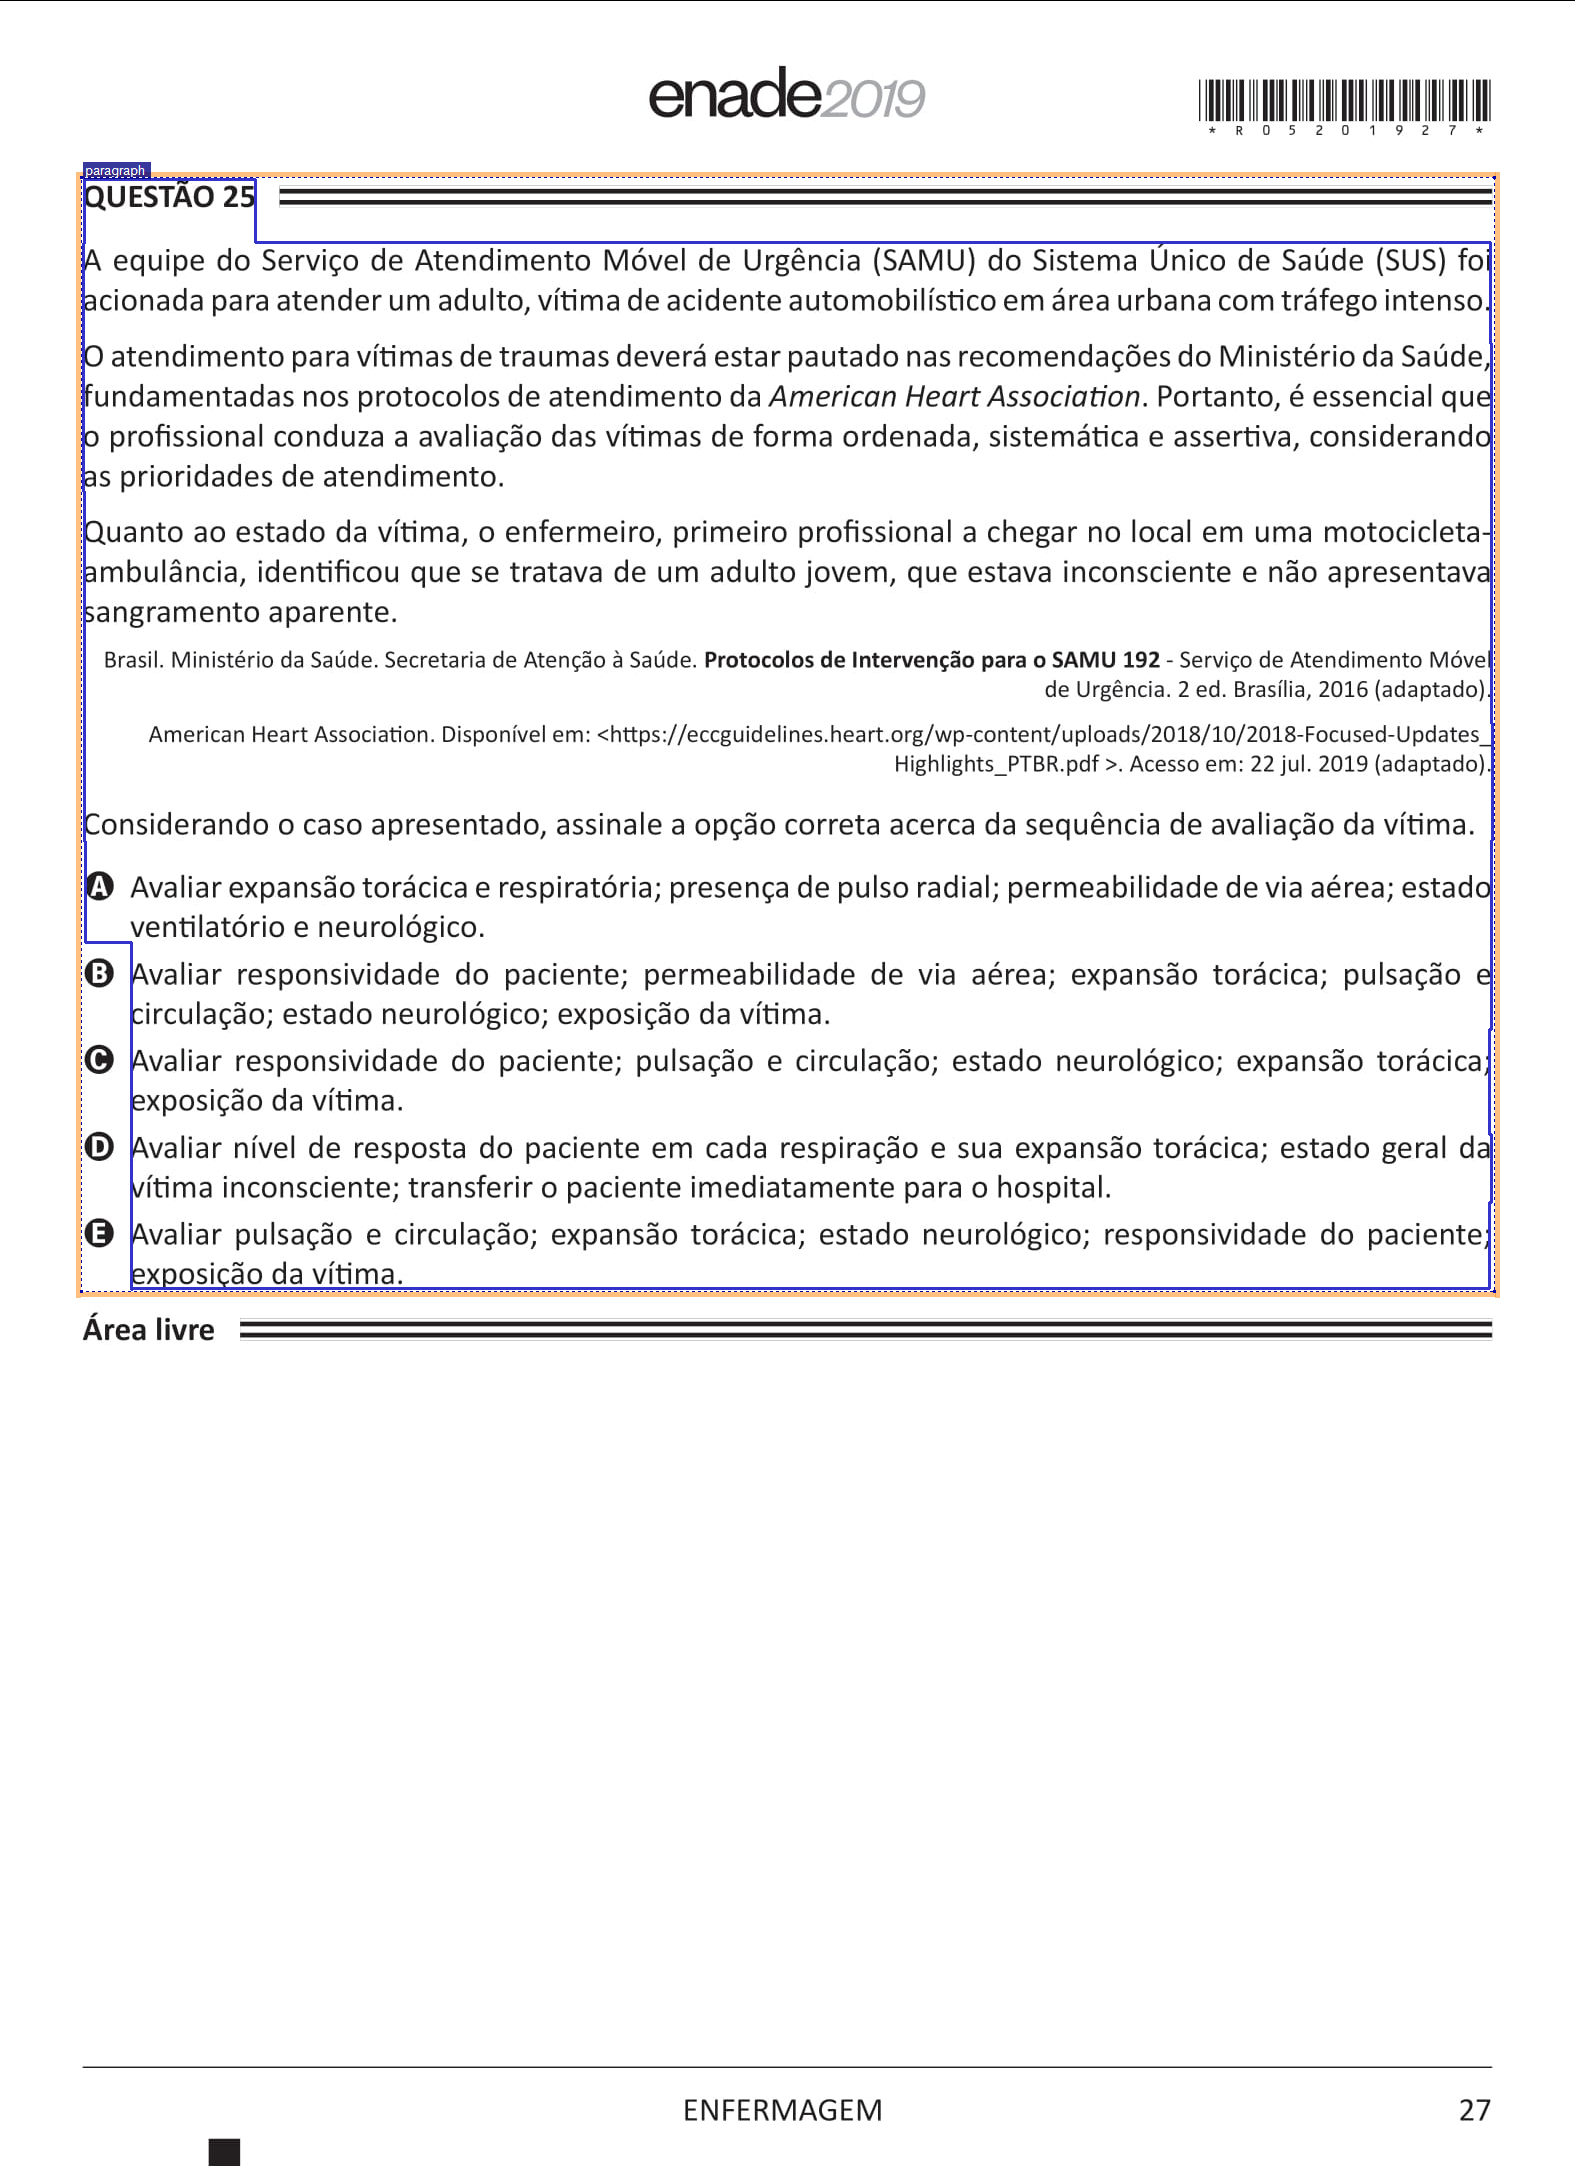 enade2019
*R05201927*
paragraph
QUESTÃO 25
A equipe do Serviço de Atendimento Móvel de Urgência (SAMU) do Sistema Único de Saúde (SUS) foi
acionada para atender um adulto, vítima de acidente automobilístico em área urbana com tráfego intenso.
O atendimento para vítimas de traumas deverá estar pautado nas recomendações do Ministério da Saúde,
fundamentadas nos protocolos de atendimento da American Heart Association. Portanto, é essencial que
o profissional conduza a avaliação das vítimas de forma ordenada, sistemática e assertiva, considerando
as prioridades de atendimento.
Quanto ao estado da vítima, o enfermeiro, primeiro profissional a chegar no local em uma motocicleta-
ambulância, identificou que se tratava de um adulto jovem, que estava inconsciente e não apresentava
sangramento aparente.
Brasil. Ministério da Saúde. Secretaria de Atenção à Saúde. Protocolos de Intervenção para o SAMU 192 - Serviço de Atendimento Móvel
de Urgência. 2 ed. Brasília, 2016 (adaptado).
American Heart Association. Disponível em: <https://eccguidelines.heart.org/wp-content/uploads/2018/10/2018-Focused-Updates_
Highlights_PTBR.pdf >. Acesso em: 22 jul. 2019 (adaptado).
Considerando o caso apresentado, assinale a opção correta acerca da sequência de avaliação da vítima.
A Avaliar expansão torácica e respiratória; presença de pulso radial; permeabilidade de via aérea; estado
ventilatório e neurológico.
B Avaliar responsividade do paciente; permeabilidade de via aérea; expansão torácica; pulsação e
circulação; estado neurológico; exposição da vítima.
C Avaliar responsividade do paciente; pulsação e circulação; estado neurológico; expansão torácica;
exposição da vítima.
D Avaliar nível de resposta do paciente em cada respiração e sua expansão torácica; estado geral da
vítima inconsciente; transferir o paciente imediatamente para o hospital.
E Avaliar pulsação e circulação; expansão torácica; estado neurológico; responsividade do paciente;
exposição da vítima.
Área livre
ENFERMAGEM
27